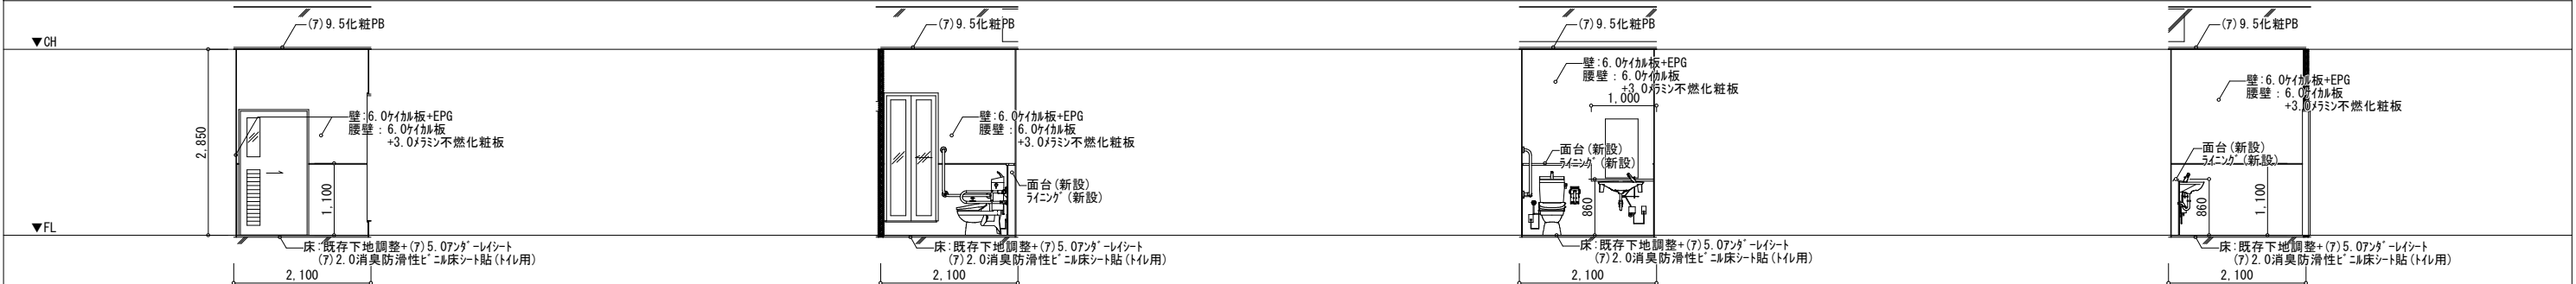 ▼CH
▼FL
(ｱ)9.5化粧PB
壁:6.0ｹｲｶﾙ板+EPG
腰壁：6.0ｹｲｶﾙ板
+3.0ﾒﾗﾐﾝ不燃化粧板
2,850
1,100
床:既存下地調整+(ｱ)5.0ｱﾝﾀﾞｰﾚｲｼｰﾄ
(ｱ)2.0消臭防滑性ﾋﾞﾆﾙ床ｼｰﾄ貼(ﾄｲﾚ用)
2,100
(ｱ)9.5化粧PB
壁:6.0ｹｲｶﾙ板+EPG
腰壁：6.0ｹｲｶﾙ板
+3.0ﾒﾗﾐﾝ不燃化粧板
面台(新設)
ﾗｲﾆﾝｸﾞ(新設)
床:既存下地調整+(ｱ)5.0ｱﾝﾀﾞｰﾚｲｼｰﾄ
(ｱ)2.0消臭防滑性ﾋﾞﾆﾙ床ｼｰﾄ貼(ﾄｲﾚ用)
2,100
(ｱ)9.5化粧PB
壁:6.0ｹｲｶﾙ板+EPG
腰壁：6.0ｹｲｶﾙ板
+3.0ﾒﾗﾐﾝ不燃化粧板
1,000
面台(新設)
ﾗｲﾆﾝｸﾞ(新設)
860
床:既存下地調整+(ｱ)5.0ｱﾝﾀﾞｰﾚｲｼｰﾄ
(ｱ)2.0消臭防滑性ﾋﾞﾆﾙ床ｼｰﾄ貼(ﾄｲﾚ用)
2,100
(ｱ)9.5化粧PB
壁:6.0ｹｲｶﾙ板+EPG
腰壁：6.0ｹｲｶﾙ板
+3.0ﾒﾗﾐﾝ不燃化粧板
面台(新設)
ﾗｲﾆﾝｸﾞ(新設)
860
1,100
床:既存下地調整+(ｱ)5.0ｱﾝﾀﾞｰﾚｲｼｰﾄ
(ｱ)2.0消臭防滑性ﾋﾞﾆﾙ床ｼｰﾄ貼(ﾄｲﾚ用)
2,100